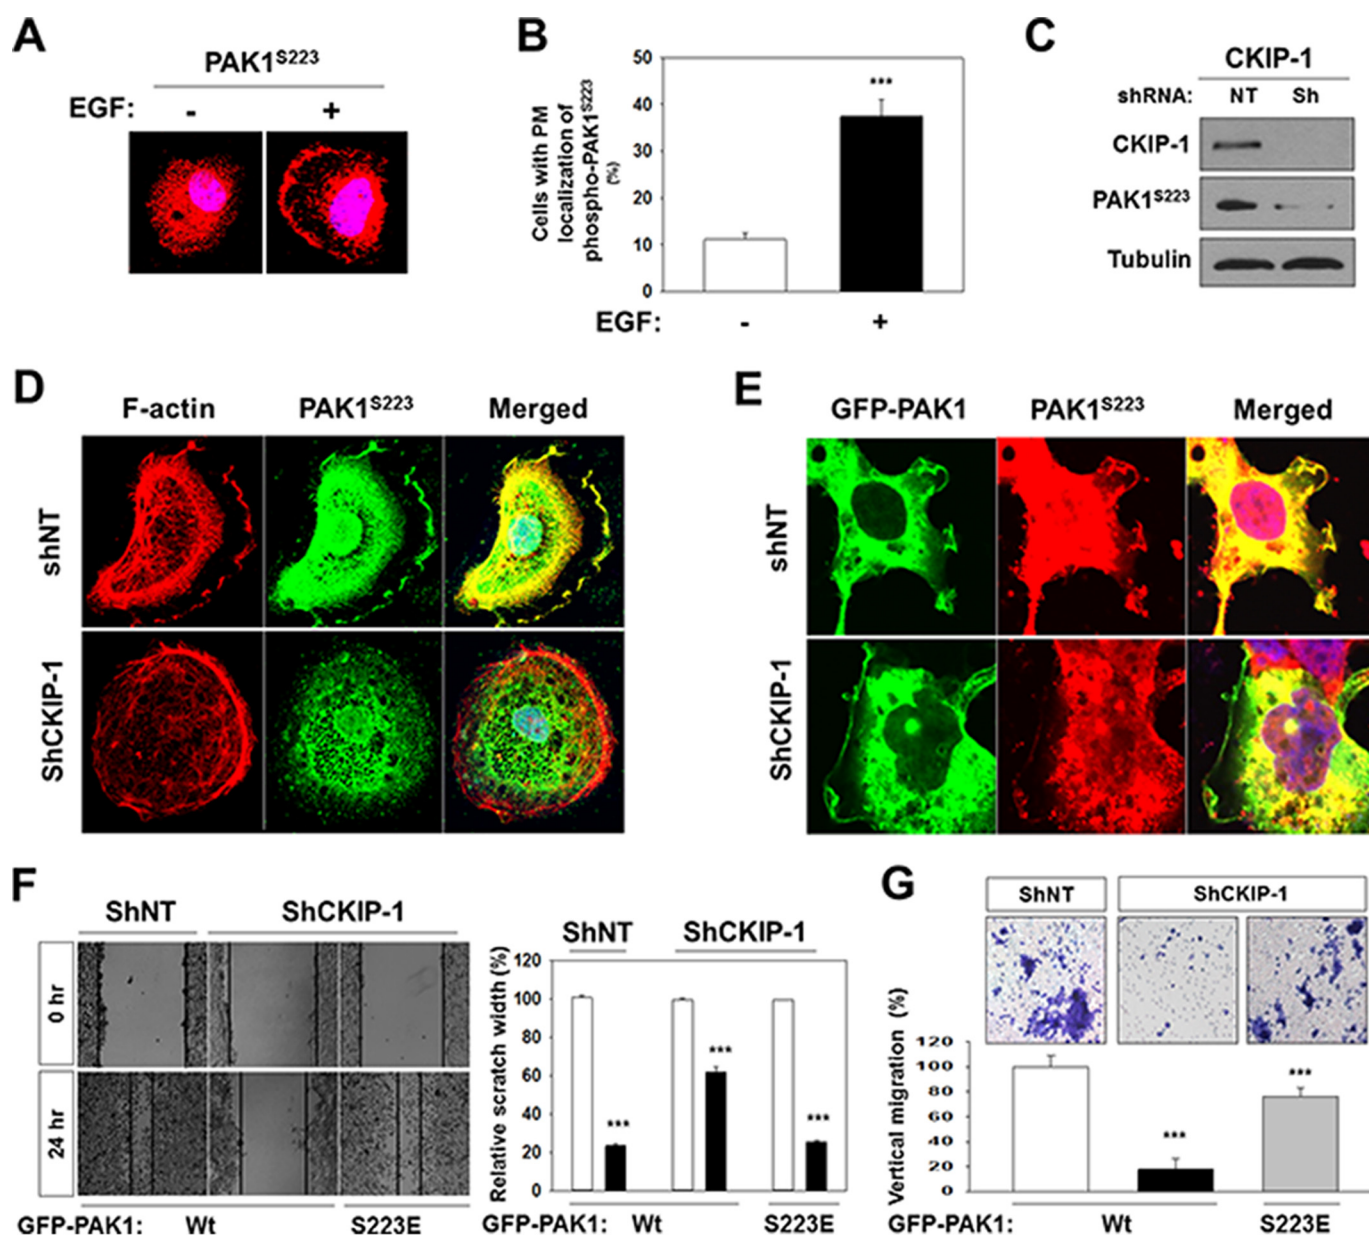 A
PAK1S223
EGF: - +
B
Cells with PM
localization of
phospho-PAK1S223
(%)
50
40
30
20
10
0
***
EGF: - +
C
CKIP-1
shRNA: NT Sh
CKIP-1
PAK1S223
Tubulin
D
F-actin PAK1S223 Merged
shNT
ShCKIP-1
E
GFP-PAK1 PAK1S223 Merged
shNT
ShCKIP-1
F
ShNT ShCKIP-1
0 hr
24 hr
GFP-PAK1: Wt S223E
ShNT ShCKIP-1
Relative scratch width (%)
120
100
80
60
40
20
0
*** *** ***
GFP-PAK1: Wt S223E
G
ShNT ShCKIP-1
Vertical migration (%)
120
100
80
60
40
20
0
*** ***
GFP-PAK1: Wt S223E